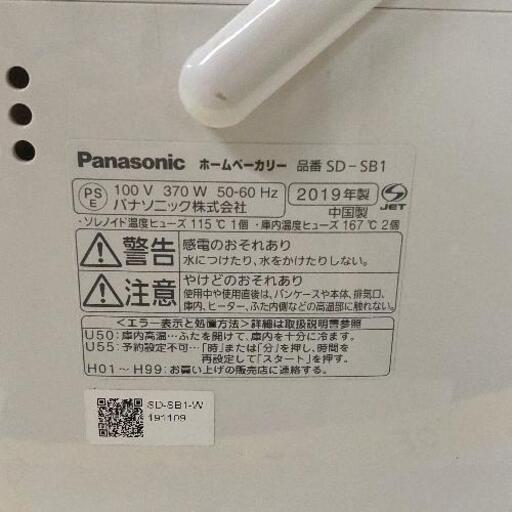 Panasonic ホームベーカリー 品番 SD-SB1
PS E 100 V 370 W 50-60 Hz 2019年製
パナソニック株式会社 中国製 JET
・ソレノイド温度ヒューズ 115℃ 1個 ・庫内温度ヒューズ 167℃ 2個
警告 感電のおそれあり
水につけたり、水をかけたりしない。
注意 やけどのおそれあり
使用中や使用直後は、パンケースや本体、排気口、
庫内、ヒーター、ふた内側などの高温部に触れない。
<エラー表示と処置方法>詳細は取扱説明書参照
U50:庫内高温…ふたを開けて、庫内を十分に冷ます。
U55:予約設定不可…「時」または「分」を押し、時間を
再設定して「スタート」を押す。
H01~H99:お買い上げの販売店に連絡する。
SD-SB1-W
191109